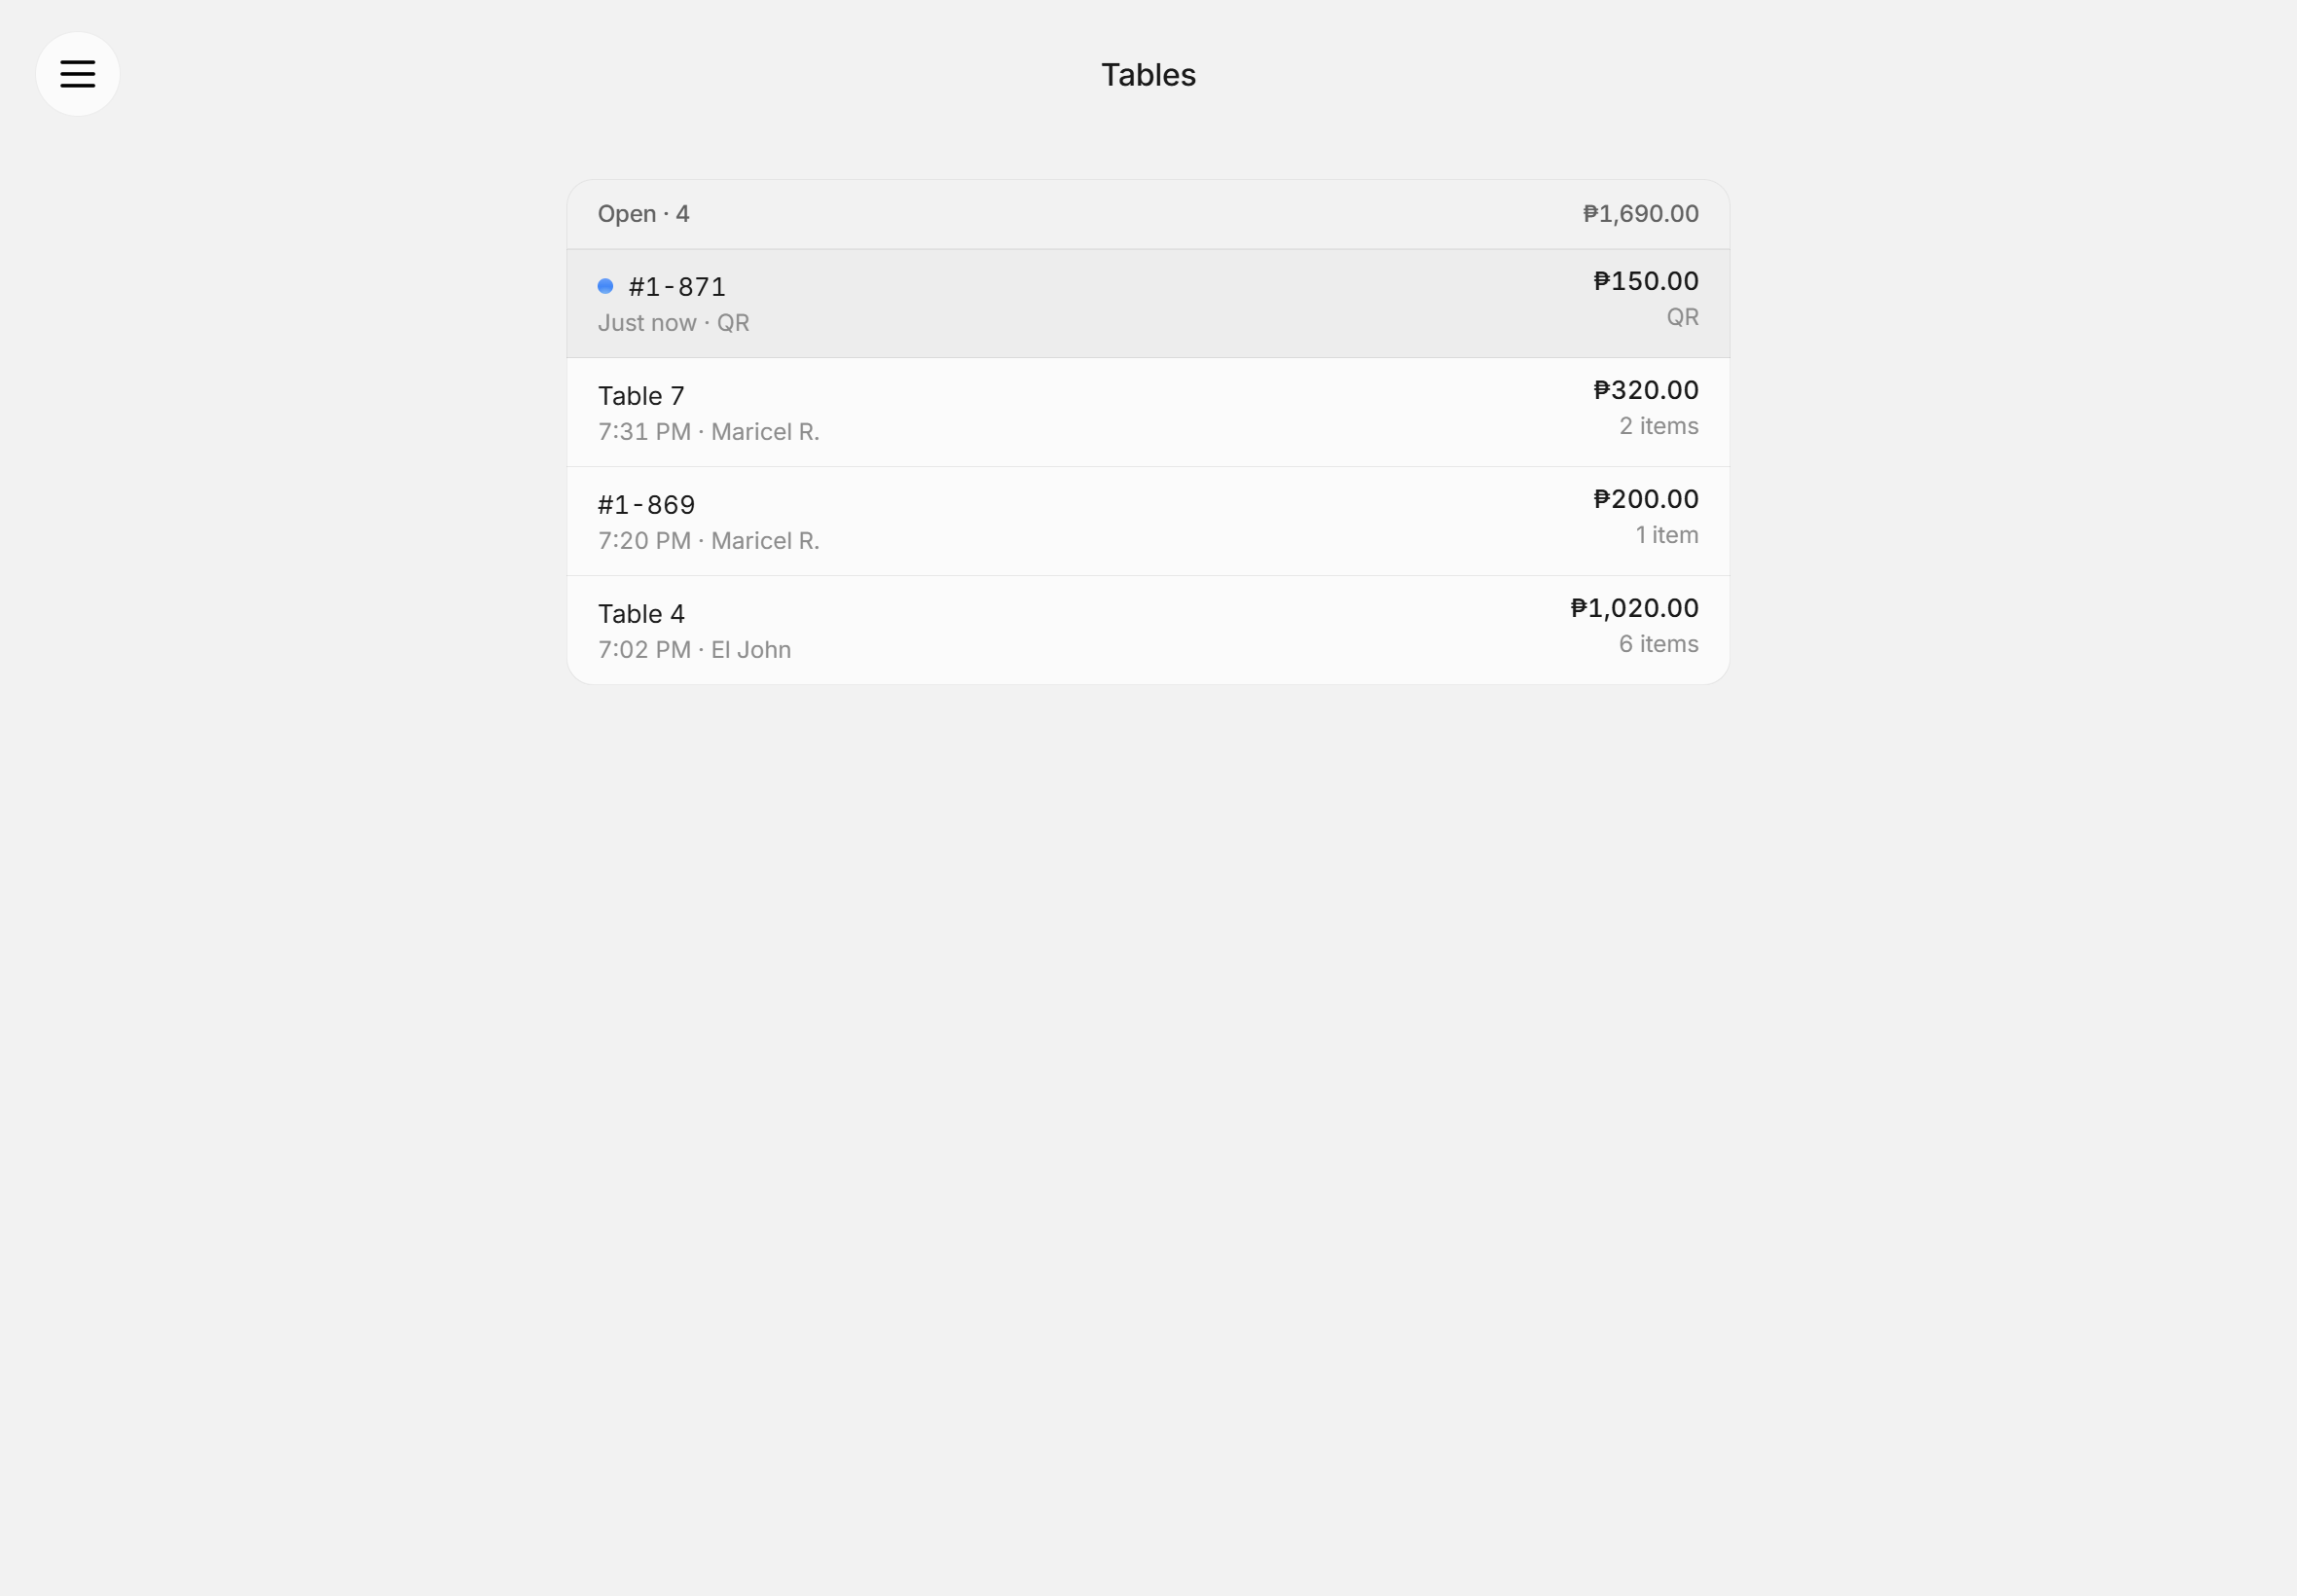 Tables
Open · 4 ₱1,690.00
#1-871 ₱150.00
Just now · QR QR
Table 7 ₱320.00
7:31 PM · Maricel R. 2 items
#1-869 ₱200.00
7:20 PM · Maricel R. 1 item
Table 4 ₱1,020.00
7:02 PM · El John 6 items